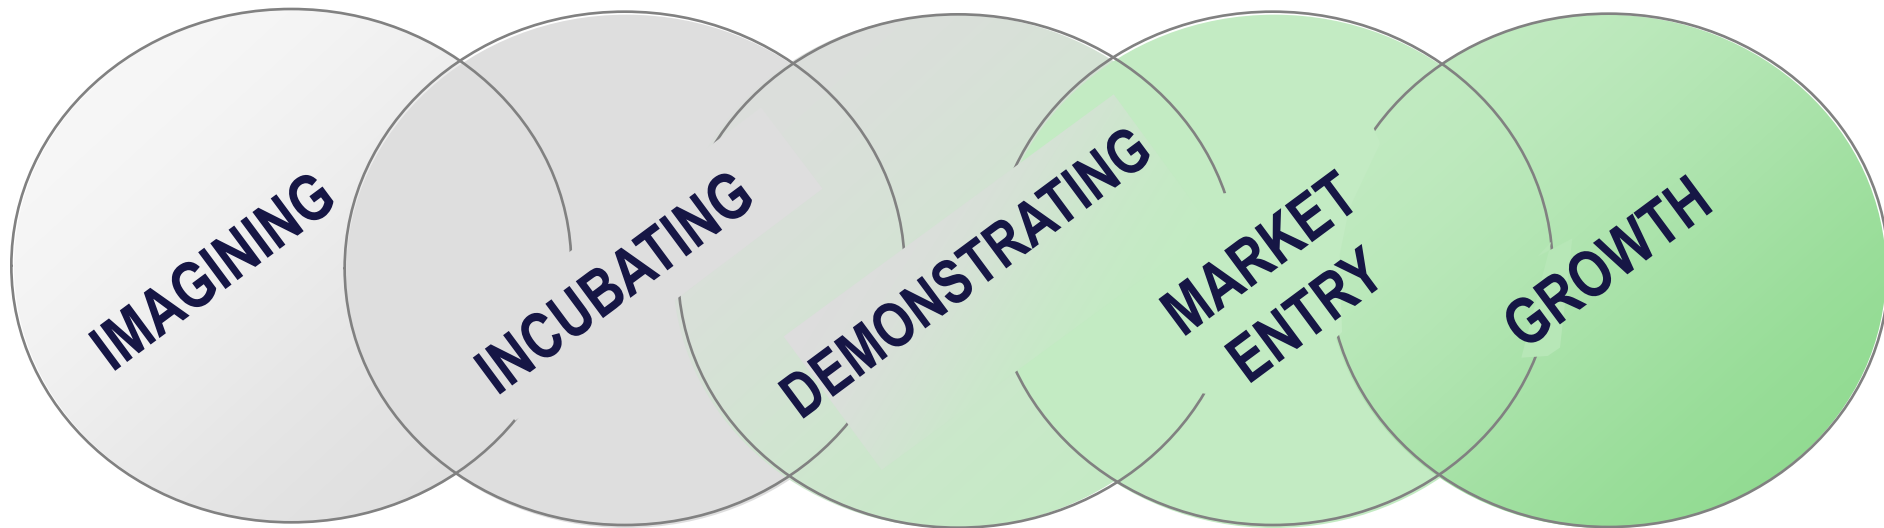 IMAGINING
INCUBATING
DEMONSTRATING
MARKET
ENTRY
GROWTH